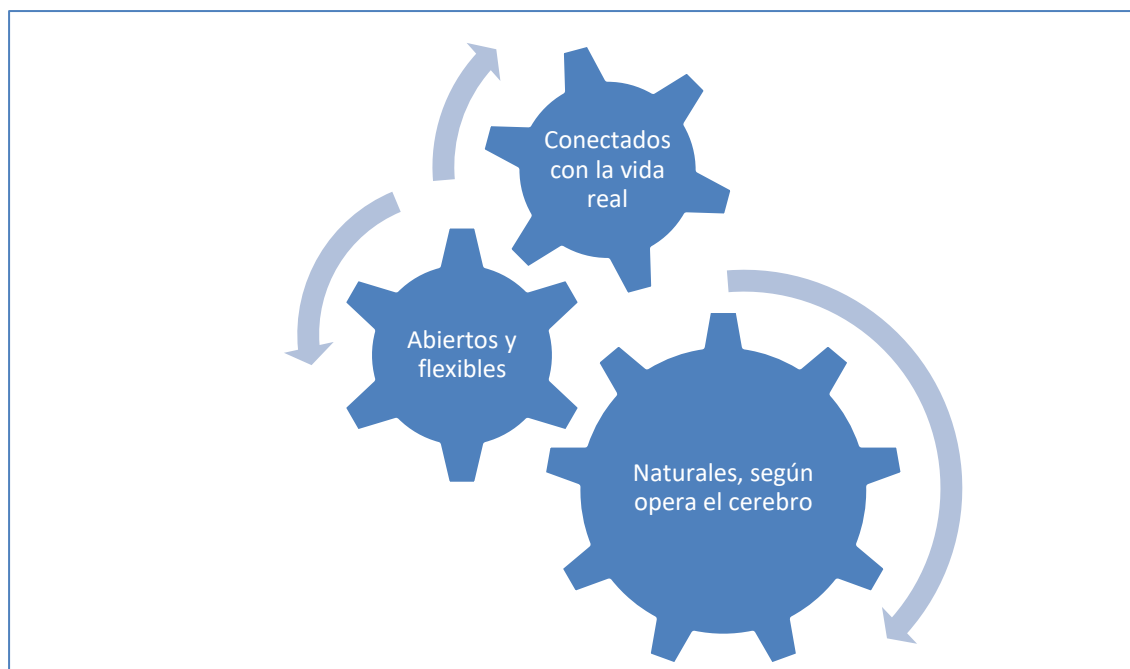 Conectados
con la vida
real
Abiertos y
flexibles
Naturales, según
opera el cerebro